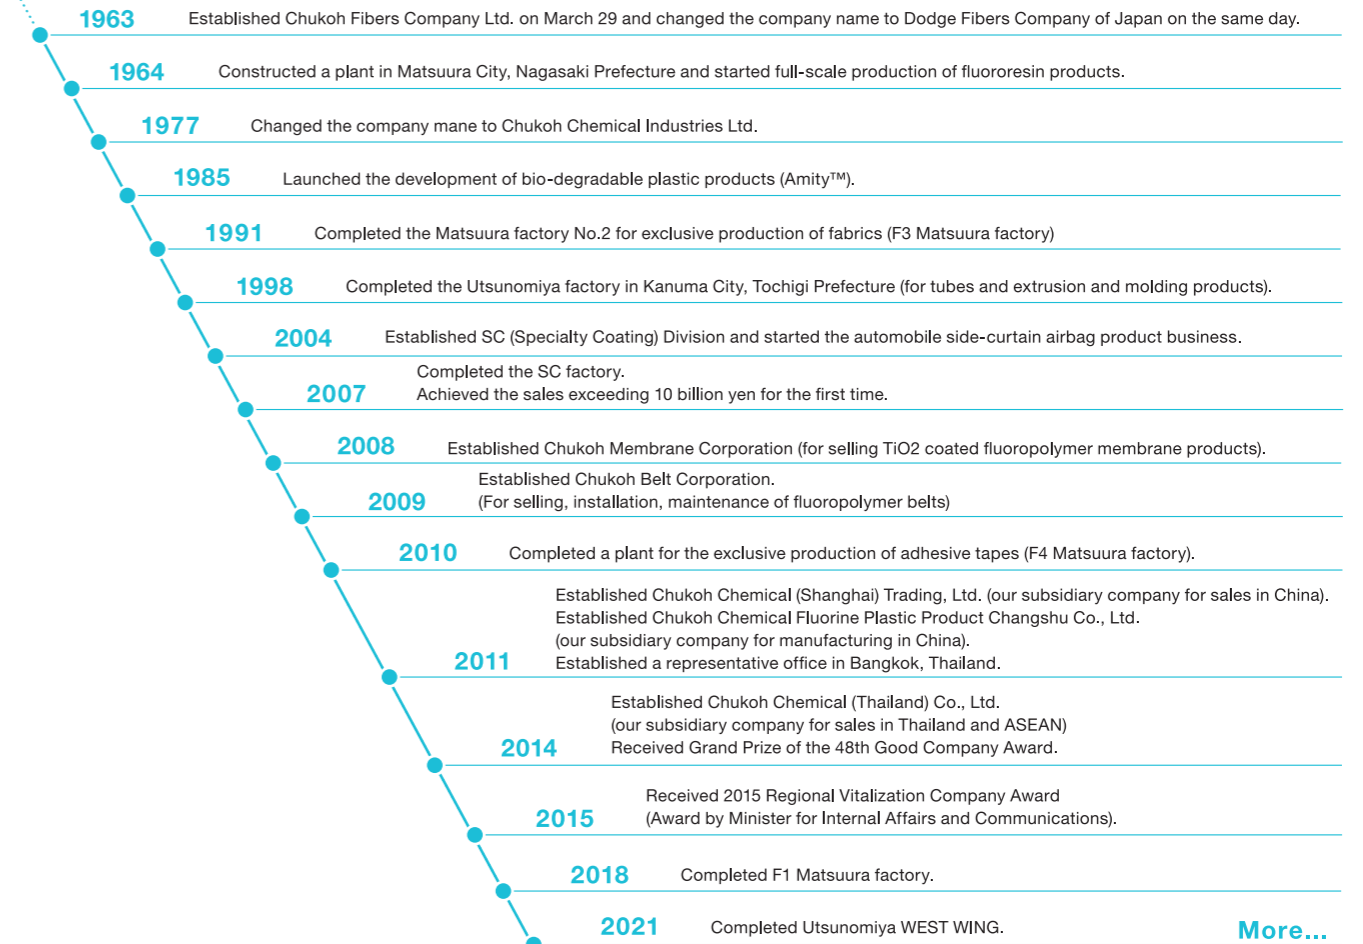 1963 Established Chukoh Fibers Company Ltd. on March 29 and changed the company name to Dodge Fibers Company of Japan on the same day.
1964 Constructed a plant in Matsuura City, Nagasaki Prefecture and started full-scale production of fluororesin products.
1977 Changed the company mane to Chukoh Chemical Industries Ltd.
1985 Launched the development of bio-degradable plastic products (Amity™).
1991 Completed the Matsuura factory No.2 for exclusive production of fabrics (F3 Matsuura factory)
1998 Completed the Utsunomiya factory in Kanuma City, Tochigi Prefecture (for tubes and extrusion and molding products).
2004 Established SC (Specialty Coating) Division and started the automobile side-curtain airbag product business.
Completed the SC factory.
2007 Achieved the sales exceeding 10 billion yen for the first time.
2008 Established Chukoh Membrane Corporation (for selling TiO2 coated fluoropolymer membrane products).
Established Chukoh Belt Corporation.
2009 (For selling, installation, maintenance of fluoropolymer belts)
2010 Completed a plant for the exclusive production of adhesive tapes (F4 Matsuura factory).
Established Chukoh Chemical (Shanghai) Trading, Ltd. (our subsidiary company for sales in China).
Established Chukoh Chemical Fluorine Plastic Product Changshu Co., Ltd.
(our subsidiary company for manufacturing in China).
2011 Established a representative office in Bangkok, Thailand.
Established Chukoh Chemical (Thailand) Co., Ltd.
(our subsidiary company for sales in Thailand and ASEAN)
2014 Received Grand Prize of the 48th Good Company Award.
Received 2015 Regional Vitalization Company Award
2015 (Award by Minister for Internal Affairs and Communications).
2018 Completed F1 Matsuura factory.
2021 Completed Utsunomiya WEST WING.
More...